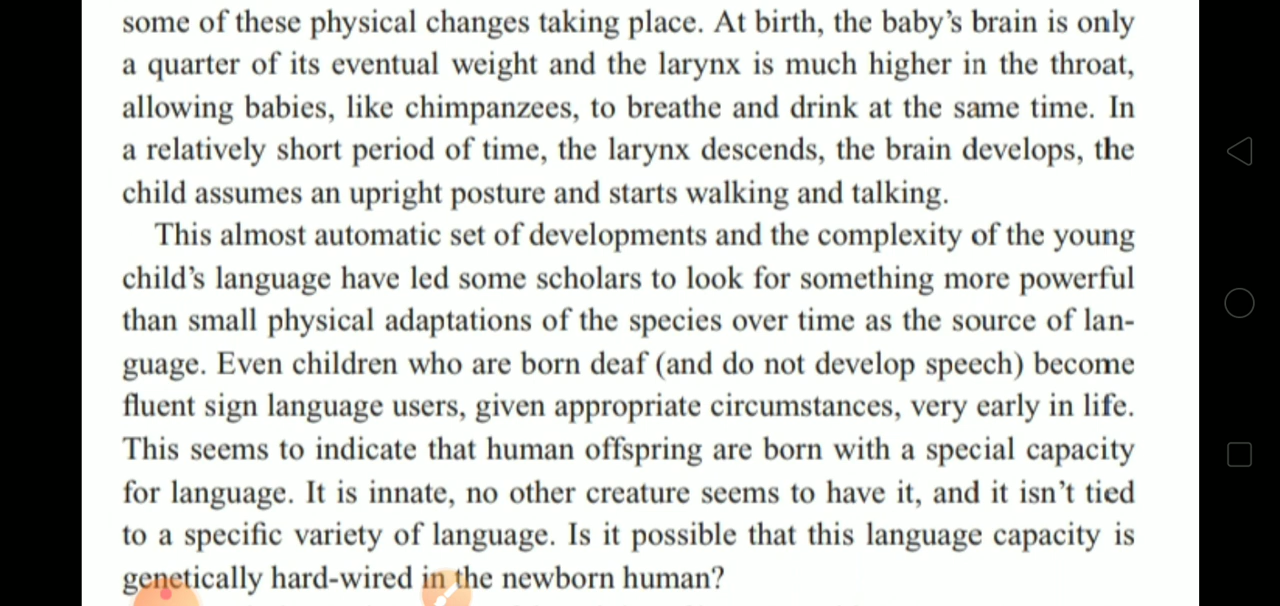 some of these physical changes taking place. At birth, the baby’s brain is only
a quarter of its eventual weight and the larynx is much higher in the throat,
allowing babies, like chimpanzees, to breathe and drink at the same time. In
a relatively short period of time, the larynx descends, the brain develops, the
child assumes an upright posture and starts walking and talking.
This almost automatic set of developments and the complexity of the young
child’s language have led some scholars to look for something more powerful
than small physical adaptations of the species over time as the source of lan-
guage. Even children who are born deaf (and do not develop speech) become
fluent sign language users, given appropriate circumstances, very early in life.
This seems to indicate that human offspring are born with a special capacity
for language. It is innate, no other creature seems to have it, and it isn’t tied
to a specific variety of language. Is it possible that this language capacity is
genetically hard-wired in the newborn human?